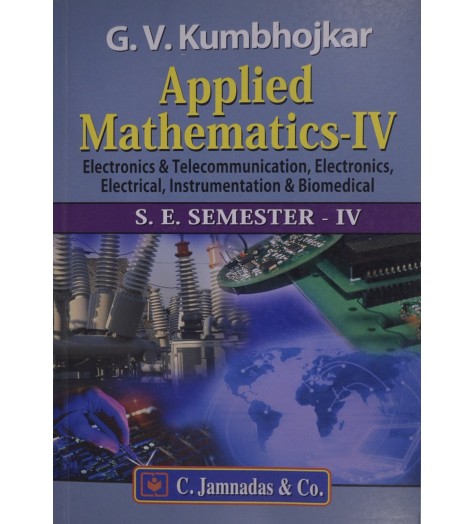 G. V. Kumbhojkar
Applied
Mathematics-IV
Electronics & Telecommunication, Electronics,
Electrical, Instrumentation & Biomedical
S. E. SEMESTER - IV
C. Jamnadas & Co.